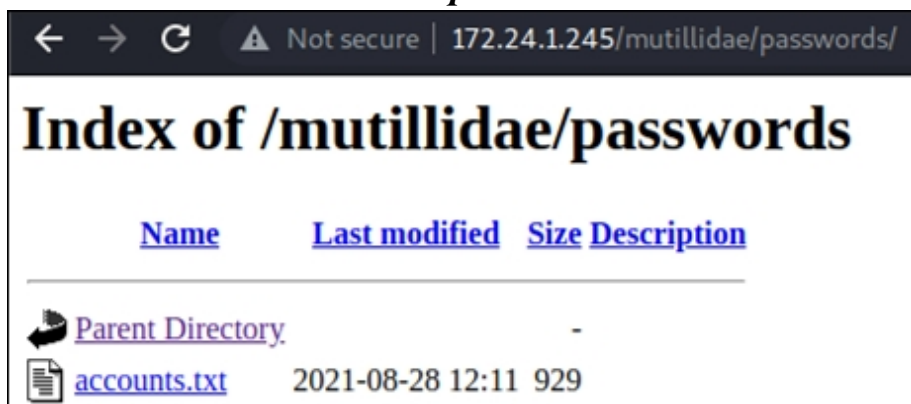 Not secure | 172.24.1.245/mutillidae/passwords/
Index of /mutillidae/passwords
Name Last modified Size Description
Parent Directory -
accounts.txt 2021-08-28 12:11 929